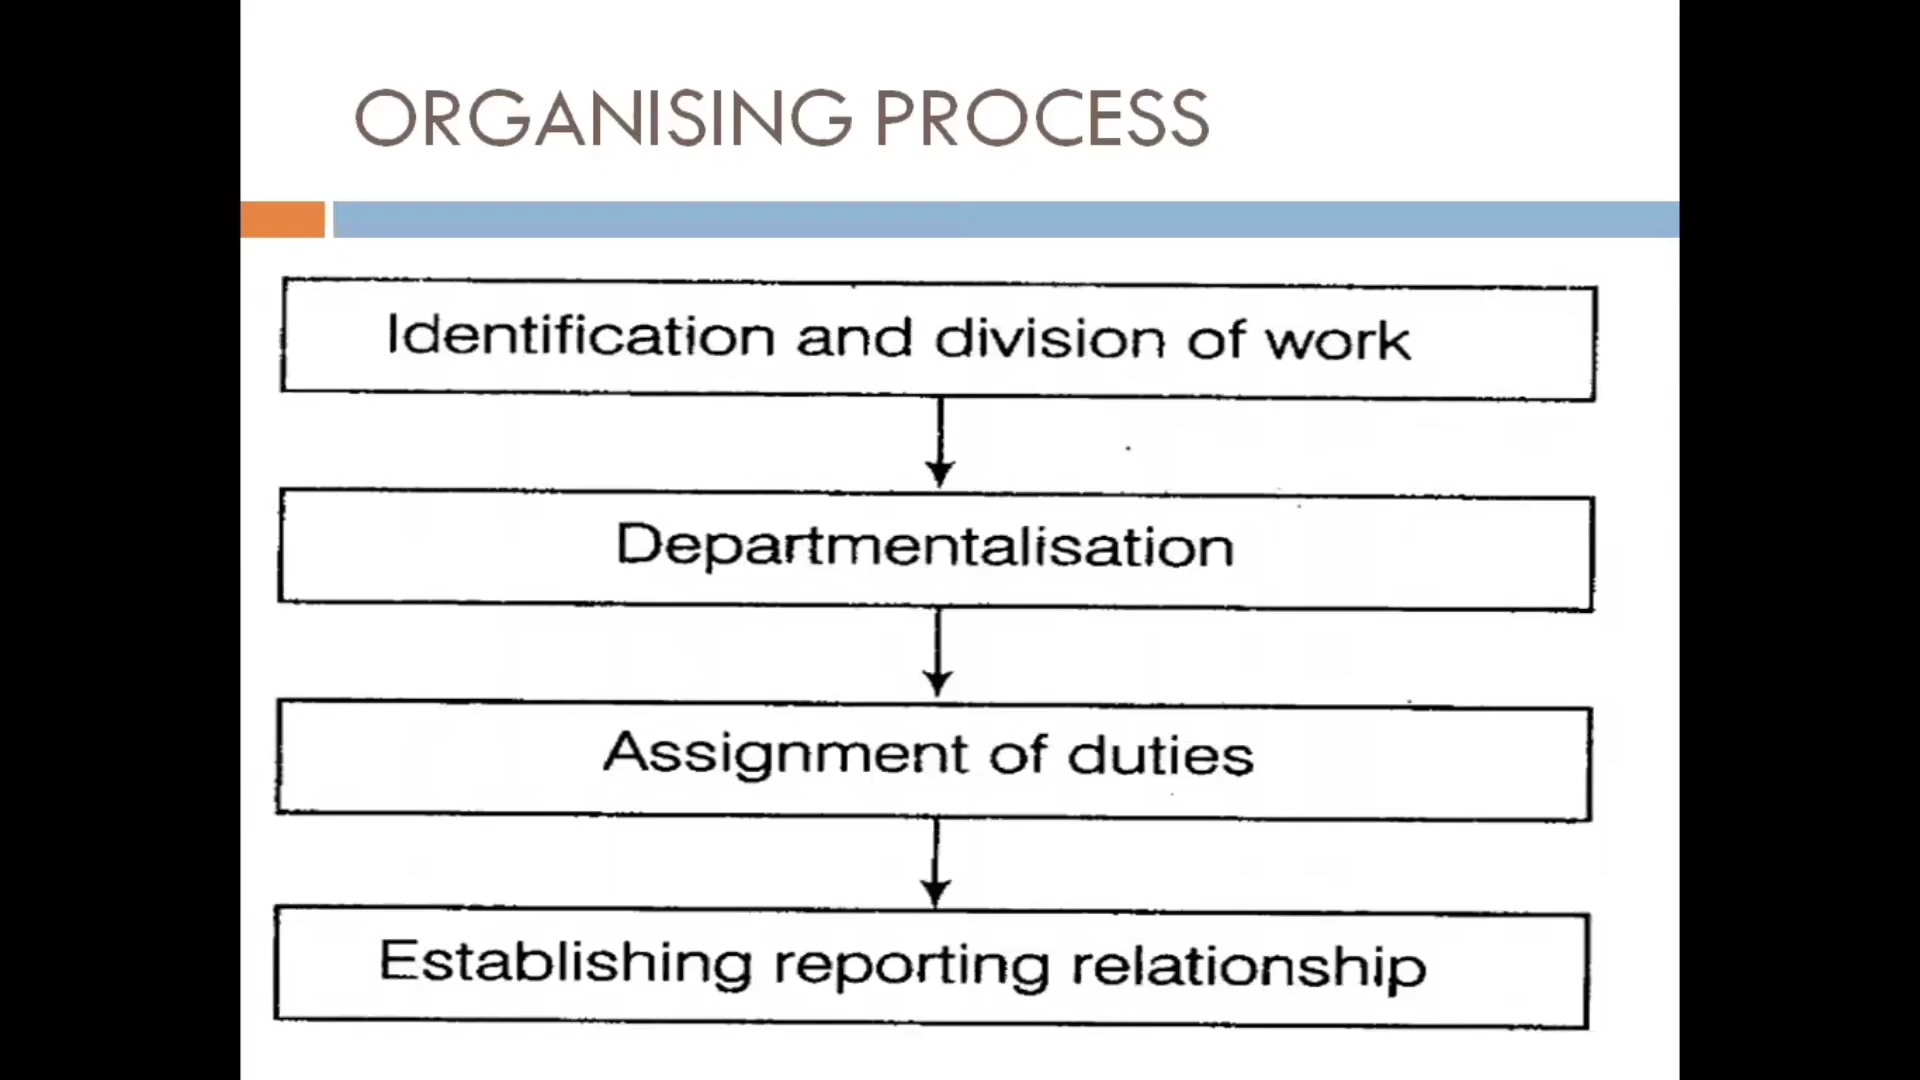 ORGANISING PROCESS
Identification and division of work
Departmentalisation
Assignment of duties
Establishing reporting relationship